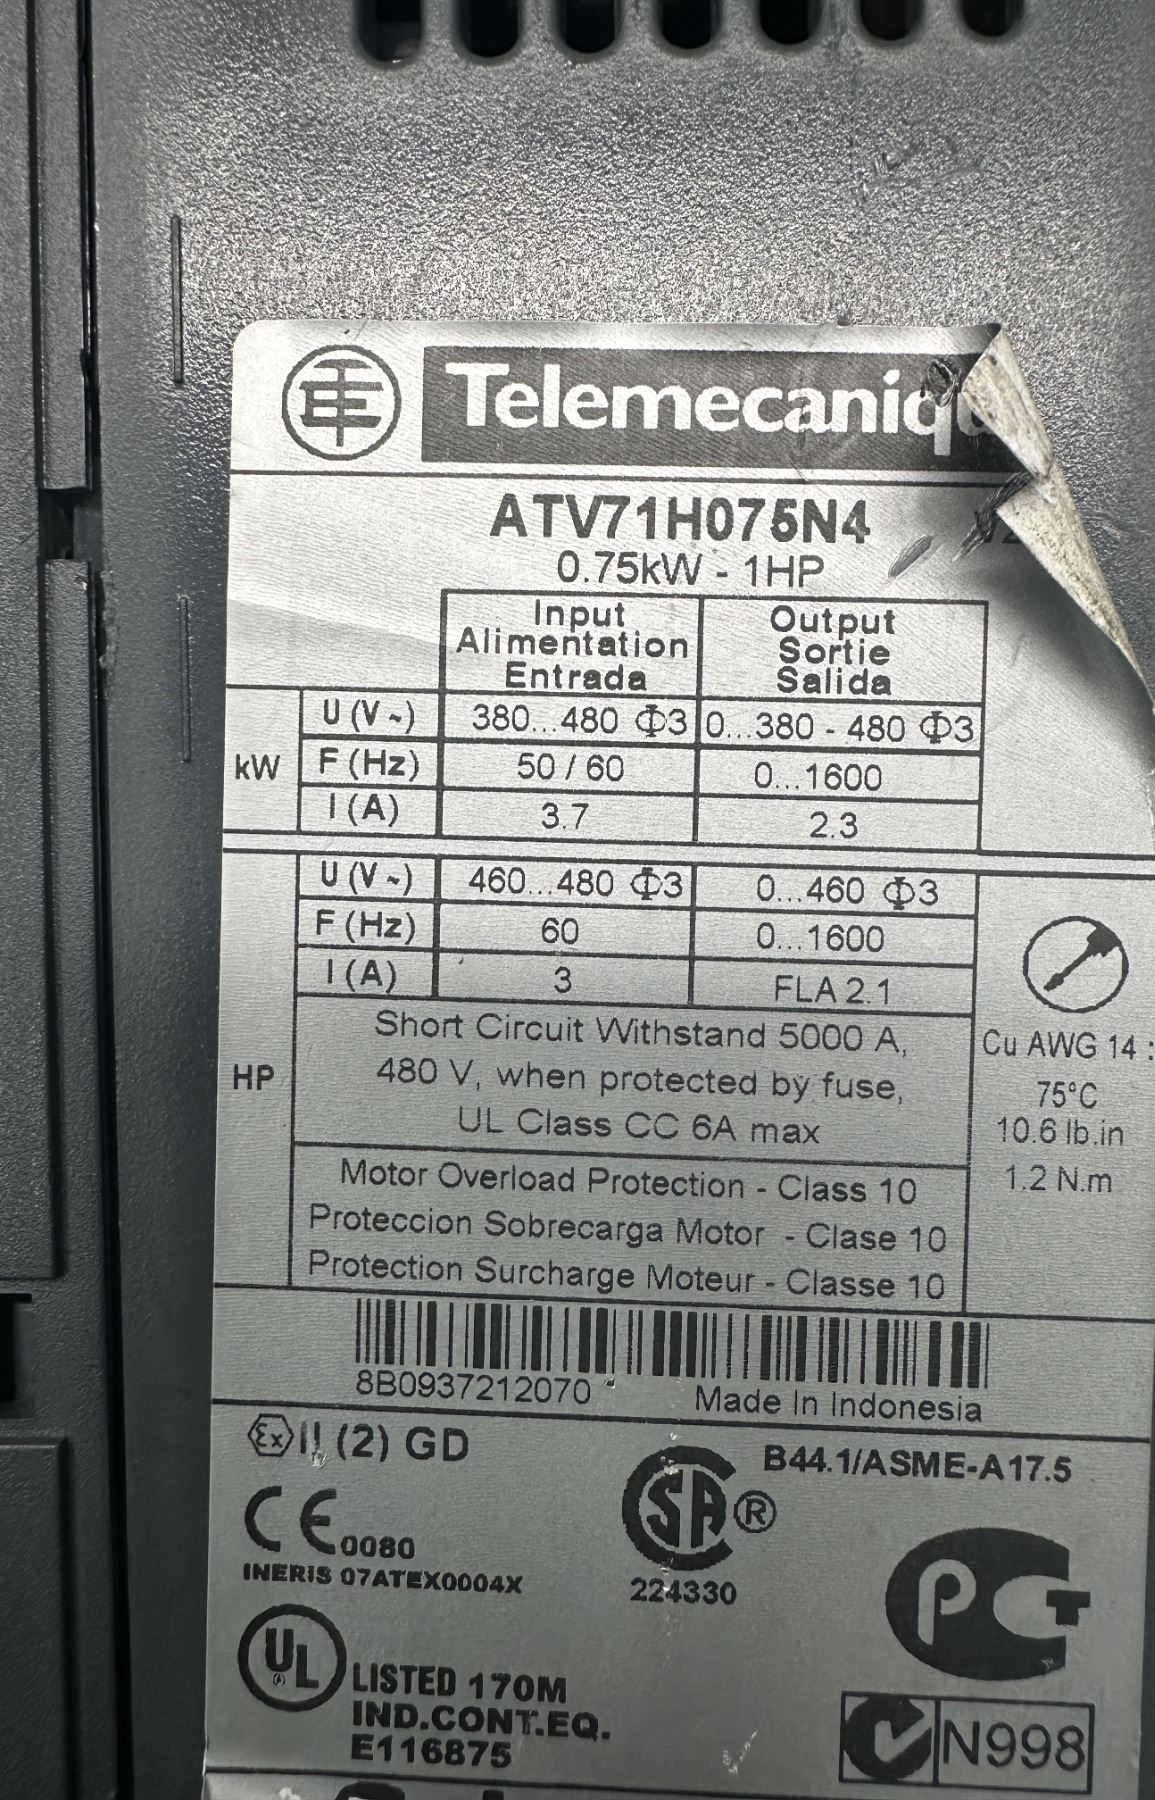 Telemecaniqu
ATV71H075N4
0.75kW - 1HP
Input Output
Alimentation Sortie
Entrada Salida
kW
U (V ~) 380...480 Φ3 0...380 - 480 Φ3
F (Hz) 50 / 60 0...1600
I (A) 3.7 2.3
HP
U (V ~) 460...480 Φ3 0...460 Φ3
F (Hz) 60 0...1600
I (A) 3 FLA 2.1
Short Circuit Withstand 5000 A,
480 V, when protected by fuse,
UL Class CC 6A max
Cu AWG 14
75°C
10.6 lb.in
1.2 N.m
Motor Overload Protection - Class 10
Proteccion Sobrecarga Motor - Clase 10
Protection Surcharge Moteur - Classe 10
8B0937212070 Made In Indonesia
Ex II (2) GD
B44.1/ASME-A17.5
CE 0080
INERIS 07ATEX0004X
SA ®
224330
PCT
UL
LISTED 170M
IND.CONT.EQ.
E116875
N998